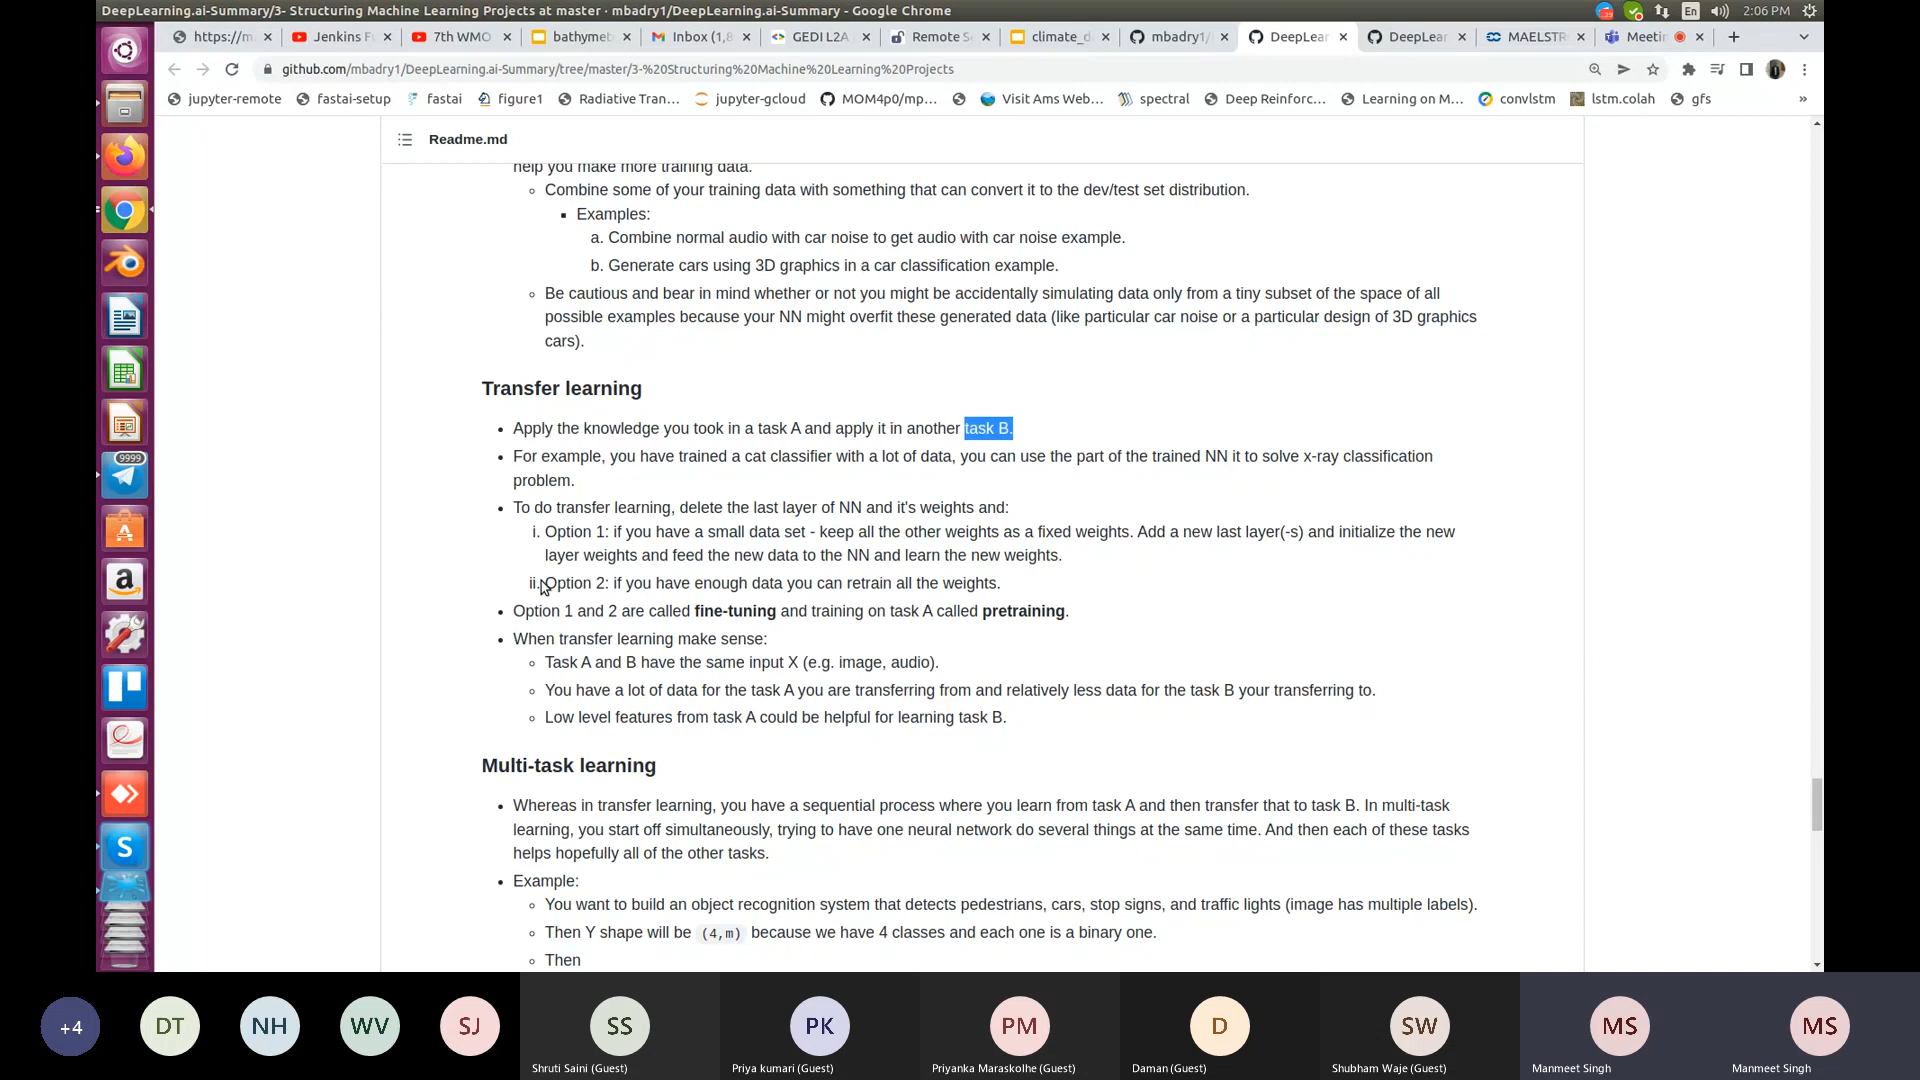 DeepLearning.ai-Summary/3- Structuring Machine Learning Projects at master · mbadry1/DeepLearning.ai-Summary - Google Chrome
En
2:06 PM
https://m
Jenkins F
7th WMO
bathyme
Inbox (1,8
GEDI L2A
Remote S
climate_d
mbadry1/
DeepLear
DeepLear
MAELSTR
Meetin
github.com/mbadry1/DeepLearning.ai-Summary/tree/master/3-%20Structuring%20Machine%20Learning%20Projects
jupyter-remote
fastai-setup
fastai
figure1
Radiative Tran...
jupyter-gcloud
MOM4p0/mp...
Visit Ams Web...
spectral
Deep Reinforc...
Learning on M...
convlstm
lstm.colah
gfs
»
Readme.md
help you make more training data.
Combine some of your training data with something that can convert it to the dev/test set distribution.
Examples:
a. Combine normal audio with car noise to get audio with car noise example.
b. Generate cars using 3D graphics in a car classification example.
Be cautious and bear in mind whether or not you might be accidentally simulating data only from a tiny subset of the space of all
possible examples because your NN might overfit these generated data (like particular car noise or a particular design of 3D graphics
cars).
Transfer learning
Apply the knowledge you took in a task A and apply it in another task B.
For example, you have trained a cat classifier with a lot of data, you can use the part of the trained NN it to solve x-ray classification
problem.
To do transfer learning, delete the last layer of NN and it's weights and:
i. Option 1: if you have a small data set - keep all the other weights as a fixed weights. Add a new last layer(-s) and initialize the new
layer weights and feed the new data to the NN and learn the new weights.
ii. Option 2: if you have enough data you can retrain all the weights.
Option 1 and 2 are called fine-tuning and training on task A called pretraining.
When transfer learning make sense:
Task A and B have the same input X (e.g. image, audio).
You have a lot of data for the task A you are transferring from and relatively less data for the task B your transferring to.
Low level features from task A could be helpful for learning task B.
Multi-task learning
Whereas in transfer learning, you have a sequential process where you learn from task A and then transfer that to task B. In multi-task
learning, you start off simultaneously, trying to have one neural network do several things at the same time. And then each of these tasks
helps hopefully all of the other tasks.
Example:
You want to build an object recognition system that detects pedestrians, cars, stop signs, and traffic lights (image has multiple labels).
Then Y shape will be (4,m) because we have 4 classes and each one is a binary one.
Then
9999
+4
DT
NH
WV
SJ
SS
PK
PM
D
SW
MS
MS
Shruti Saini (Guest)
Priya kumari (Guest)
Priyanka Maraskolhe (Guest)
Daman (Guest)
Shubham Waje (Guest)
Manmeet Singh
Manmeet Singh